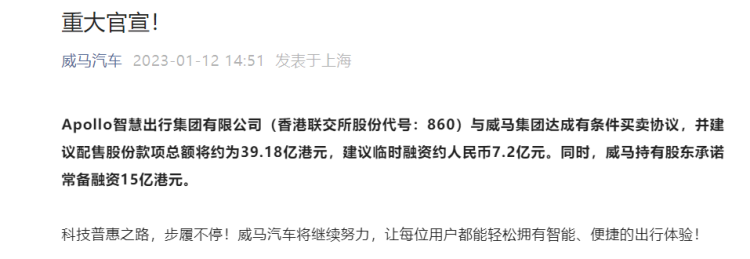 重大官宣！
威马汽车 2023-01-12 14:51 发表于上海
Apollo智慧出行集团有限公司（香港联交所股份代号：860）与威马集团达成有条件买卖协议，并建
议配售股份款项总额将约为39.18亿港元，建议临时融资约人民币7.2亿元。同时，威马持有股东承诺
常备融资15亿港元。
科技普惠之路，步履不停！威马汽车将继续努力，让每位用户都能轻松拥有智能、便捷的出行体验！